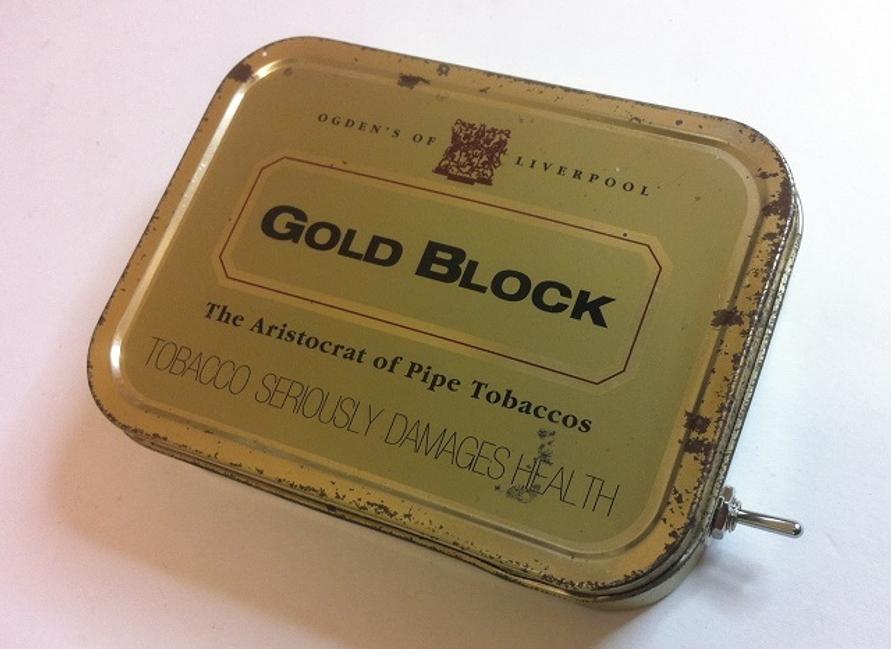 OGDEN'S OF LIVERPOOL
GOLD BLOCK
The Aristocrat of Pipe Tobaccos
TOBACCO SERIOUSLY DAMAGES HEALTH